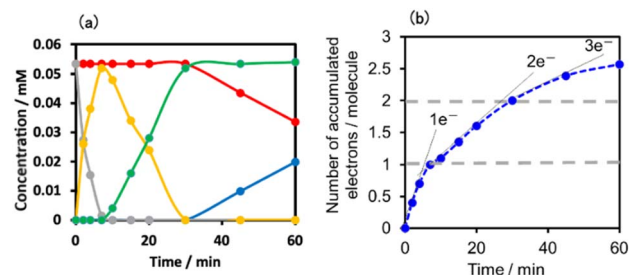 (a)
Concentration / mM
0.06
0.05
0.04
0.03
0.02
0.01
0
0
20
40
60
Time / min
(b)
Number of accumulated
electrons / molecule
3
2.5
2
1.5
1
0.5
0
1e⁻
2e⁻
3e⁻
0
20
40
60
Time / min